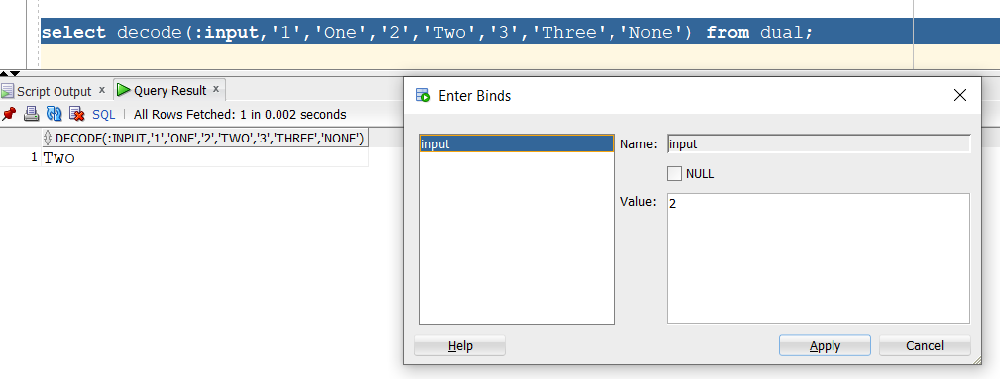 select decode(:input,'1','One','2','Two','3','Three','None') from dual;
Script Output x Query Result x
SQL | All Rows Fetched: 1 in 0.002 seconds
DECODE(:INPUT,'1','ONE','2','TWO','3','THREE','NONE')
1 Two
Enter Binds
input
Name: input
NULL
Value: 2
Help Apply Cancel